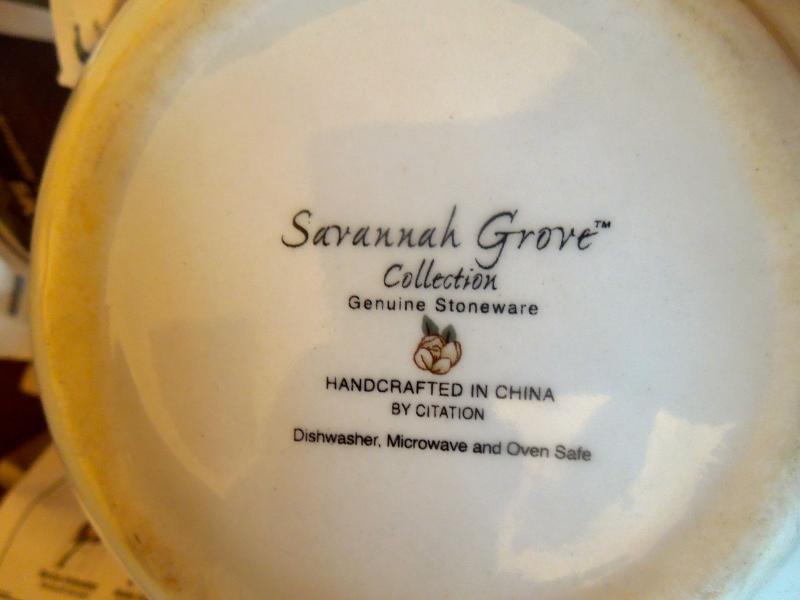 Savannah Grove™
Collection
Genuine Stoneware
HANDCRAFTED IN CHINA
BY CITATION
Dishwasher, Microwave and Oven Safe